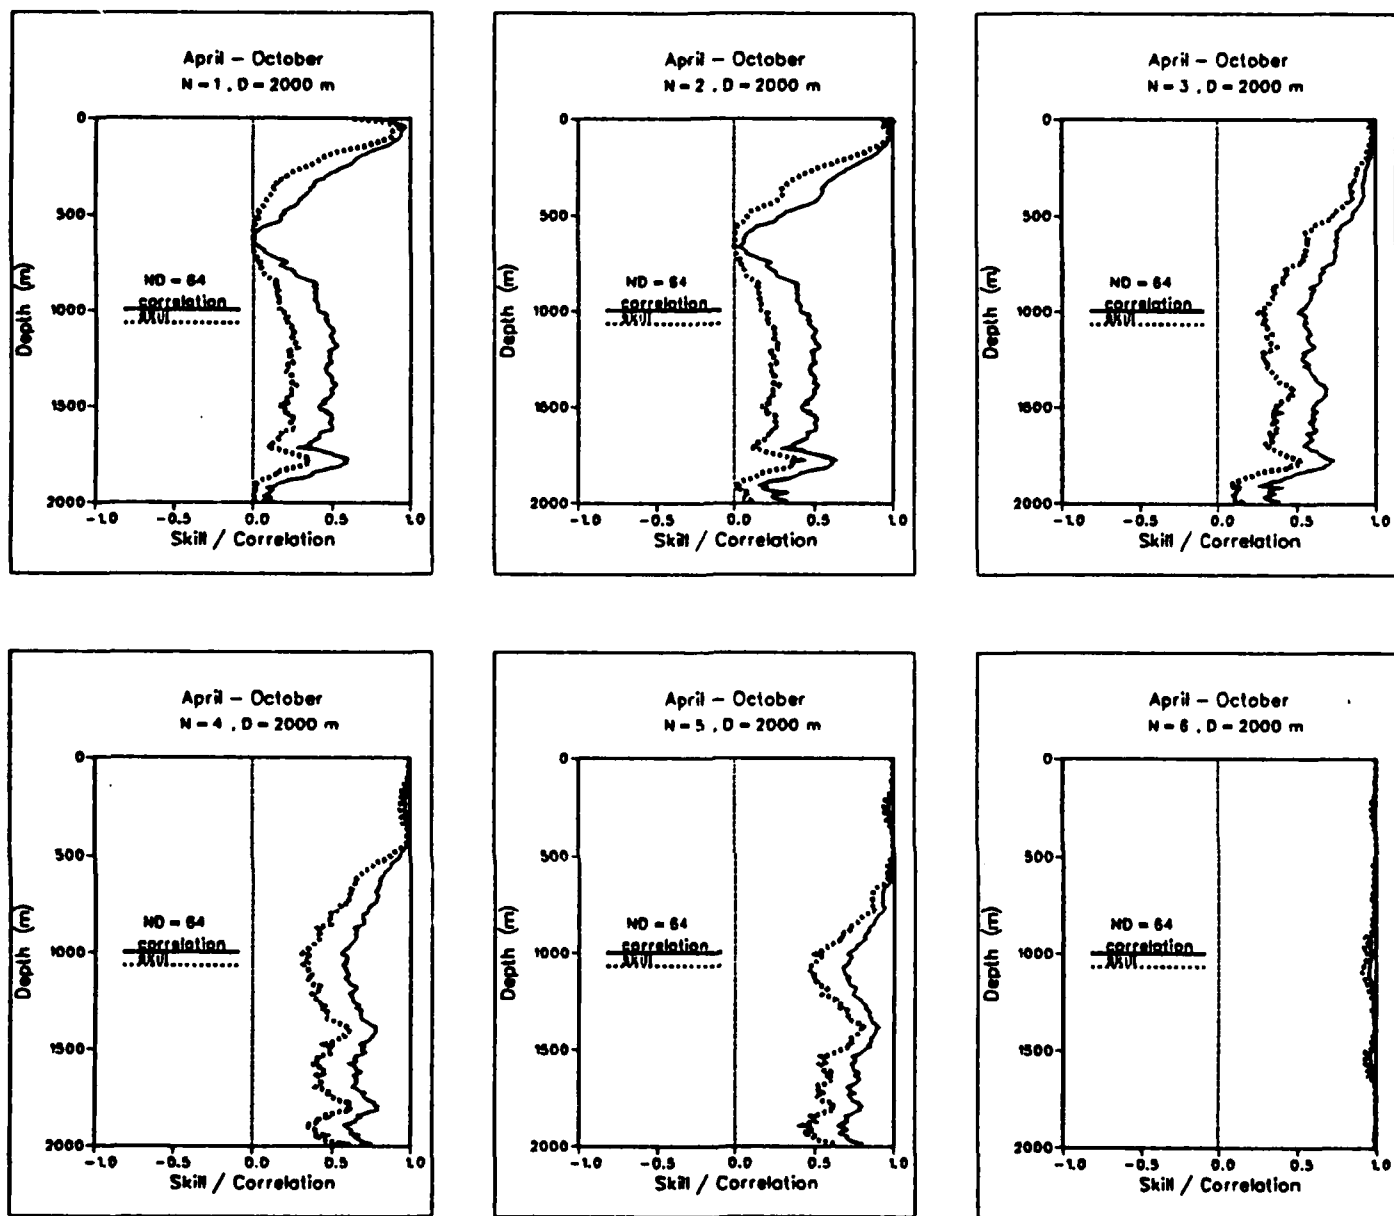 April - October
N = 1 , D = 2000 m
0
500
1000
1500
2000
Depth (m)
ND = 64
correlation
skill
-1.0 -0.5 0.0 0.5 1.0
Skill / Correlation
April - October
N = 2 , D = 2000 m
0
500
1000
1500
2000
Depth (m)
ND = 64
correlation
skill
-1.0 -0.5 0.0 0.5 1.0
Skill / Correlation
April - October
N = 3 , D = 2000 m
0
500
1000
1500
2000
Depth (m)
ND = 64
correlation
skill
-1.0 -0.5 0.0 0.5 1.0
Skill / Correlation
April - October
N = 4 , D = 2000 m
0
500
1000
1500
2000
Depth (m)
ND = 64
correlation
skill
-1.0 -0.5 0.0 0.5 1.0
Skill / Correlation
April - October
N = 5 , D = 2000 m
0
500
1000
1500
2000
Depth (m)
ND = 64
correlation
skill
-1.0 -0.5 0.0 0.5 1.0
Skill / Correlation
April - October
N = 6 , D = 2000 m
0
500
1000
1500
2000
Depth (m)
ND = 64
correlation
skill
-1.0 -0.5 0.0 0.5 1.0
Skill / Correlation